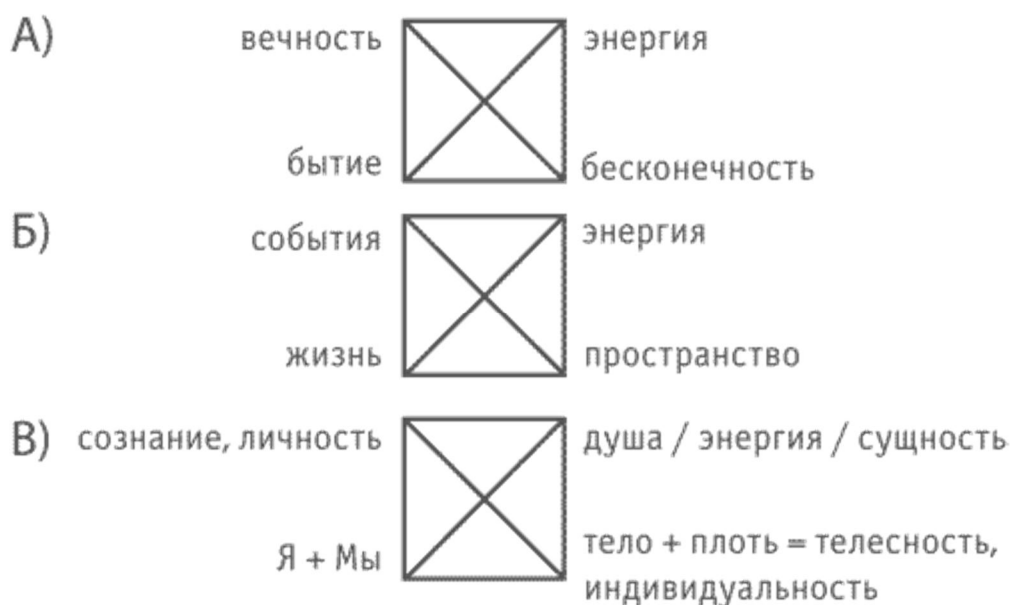 А) вечность энергия
бытие бесконечность
Б) события энергия
жизнь пространство
В) сознание, личность душа / энергия / сущность
Я + Мы тело + плоть = телесность,
индивидуальность